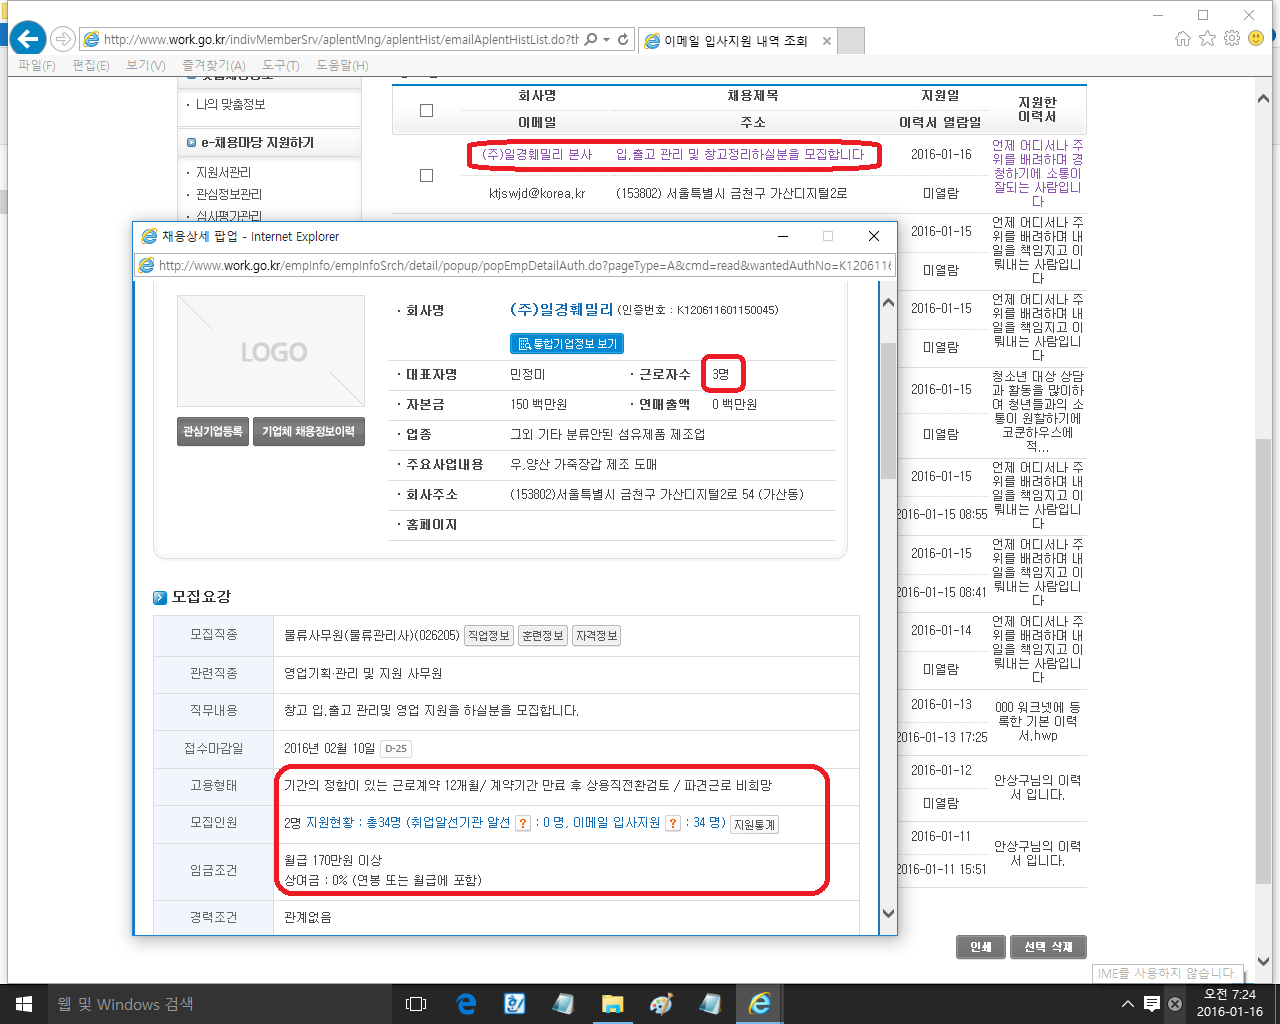 http://www.work.go.kr/indivMemberSrv/aplentMng/aplentHist/emailAplentHistList.do?th
이메일 입사지원 내역 조회
파일(F) 편집(E) 보기(V) 즐겨찾기(A) 도구(T) 도움말(H)
· 나의 맞춤정보
e-채용마당 지원하기
· 지원서관리
· 관심정보관리
· 심사평가관리
회사명 채용제목 지원일 지원한 이력서
이메일 주소 이력서 열람일
(주)일경훼밀리 본사 입,출고 관리 및 창고정리하실분을 모집합니다 2016-01-16
언제 어디서나 주
위를 배려하며 경
청하기에 소통이
잘되는 사람입니
다
ktjswjd@korea.kr (153802) 서울특별시 금천구 가산디지털2로 미열람
2016-01-15
미열람
언제 어디서나 주
위를 배려하며 내
일을 책임지고 이
뤄내는 사람입니
다
2016-01-15
미열람
언제 어디서나 주
위를 배려하며 내
일을 책임지고 이
뤄내는 사람입니
다
2016-01-15
미열람
청소년 대상 상담
과 활동을 많이하
며 청년들과의 소
통이 원할하기에
코쿤하우스에
적...
2016-01-15
2016-01-15 08:55
언제 어디서나 주
위를 배려하며 내
일을 책임지고 이
뤄내는 사람입니
다
2016-01-15
2016-01-15 08:41
언제 어디서나 주
위를 배려하며 내
일을 책임지고 이
뤄내는 사람입니
다
2016-01-14
미열람
언제 어디서나 주
위를 배려하며 내
일을 책임지고 이
뤄내는 사람입니
다
2016-01-13
2016-01-13 17:25
000 워크넷에 등
록한 기본 이력
서.hwp
2016-01-12
미열람
안상구님의 이력
서 입니다.
2016-01-11
2016-01-11 15:51
안상구님의 이력
서 입니다.
인쇄 선택 삭제
채용상세 팝업 - Internet Explorer
http://www.work.go.kr/empInfo/empInfoSrch/detail/popup/popEmpDetailAuth.do?pageType=A&cmd=read&wantedAuthNo=K120611
LOGO
관심기업등록 기업체 채용정보이력
· 회사명 (주)일경훼밀리 (인증번호 : K120611601150045)
통합기업정보 보기
· 대표자명 민정미 · 근로자수 3명
· 자본금 150 백만원 · 연매출액 0 백만원
· 업종 그외 기타 분류안된 섬유제품 제조업
· 주요사업내용 우,양산 가죽장갑 제조 도매
· 회사주소 (153802)서울특별시 금천구 가산디지털2로 54 (가산동)
· 홈페이지
모집요강
모집직종 물류사무원(물류관리사)(026205) 직업정보 훈련정보 자격정보
관련직종 영업기획·관리 및 지원 사무원
직무내용 창고 입,출고 관리및 영업 지원을 하실분을 모집합니다.
접수마감일 2016년 02월 10일 D-25
고용형태 기간의 정함이 있는 근로계약 12개월/ 계약기간 만료 후 상용직전환검토 / 파견근로 비희망
모집인원 2명 지원현황 : 총34명 (취업알선기관 알선 ? : 0 명, 이메일 입사지원 ? : 34 명) 지원통계
임금조건 월급 170만원 이상
상여금 : 0% (연봉 또는 월급에 포함)
경력조건 관계없음
IME를 사용하지 않습니다.
웹 및 Windows 검색
오전 7:24
2016-01-16